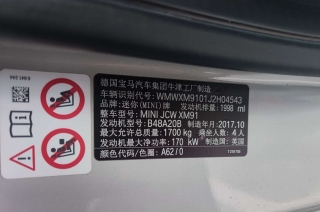 德国宝马汽车集团牛津工厂制造
车辆识别代号: WMWXM9101J2H04543
品牌: 迷你(MINI)牌 发动机排量: 1998 ml
整车型号: MINI JCW XM91
发动机型号: B48A20B 制造年月: 2017.10
最大允许总质量: 1700 kg 乘坐人数: 4 人
发动机最大净功率: 170 kW 制造国: 英国
颜色代码/色圈: A62/0